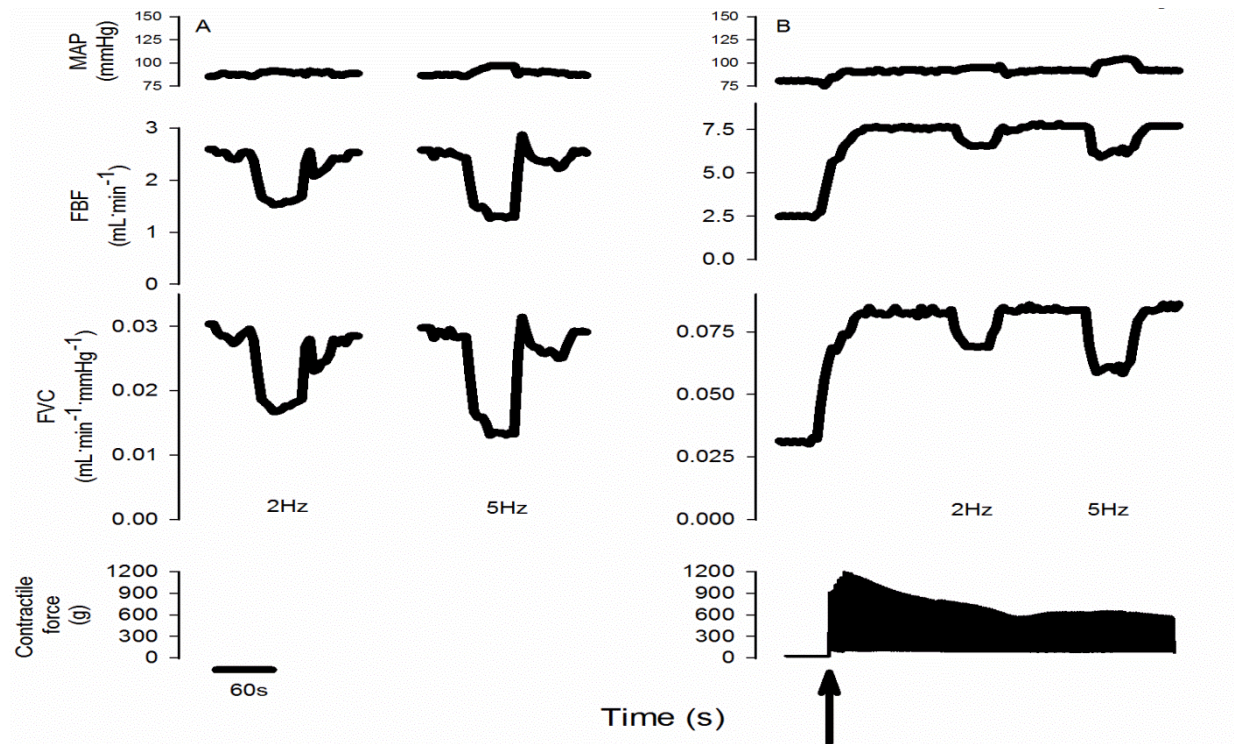 A
MAP
(mmHg)
150
125
100
75
FBF
(mL·min⁻¹)
3
2
1
0
FVC
(mL·min⁻¹·mmHg⁻¹)
0.03
0.02
0.01
0.00
2Hz
5Hz
Contractile
force
(g)
1200
900
600
300
0
60s
B
150
125
100
75
7.5
5.0
2.5
0.0
0.075
0.050
0.025
0.000
2Hz
5Hz
1200
900
600
300
0
Time (s)